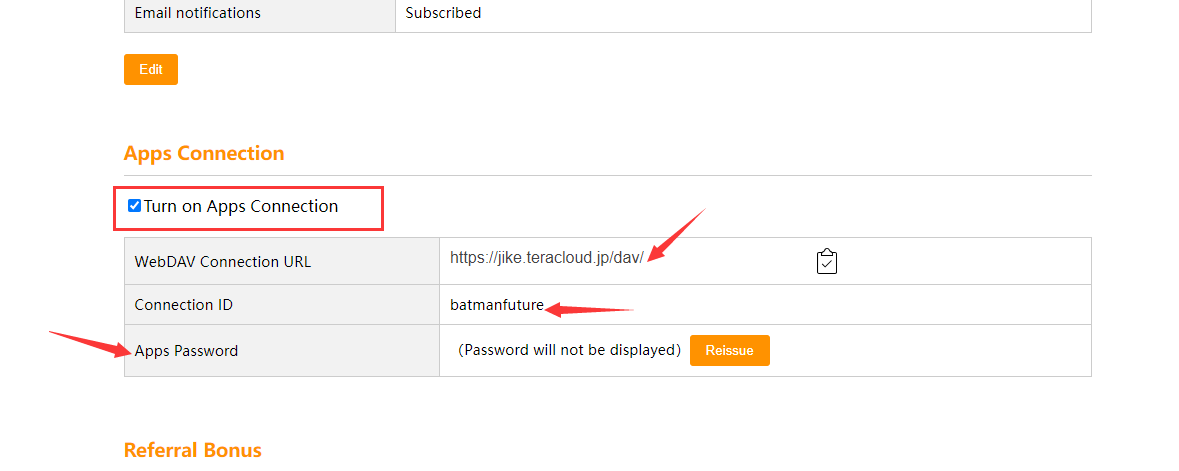 Email notifications Subscribed
Edit
Apps Connection
Turn on Apps Connection
WebDAV Connection URL https://jike.teracloud.jp/dav/
Connection ID batmanfuture
Apps Password （Password will not be displayed） Reissue
Referral Bonus